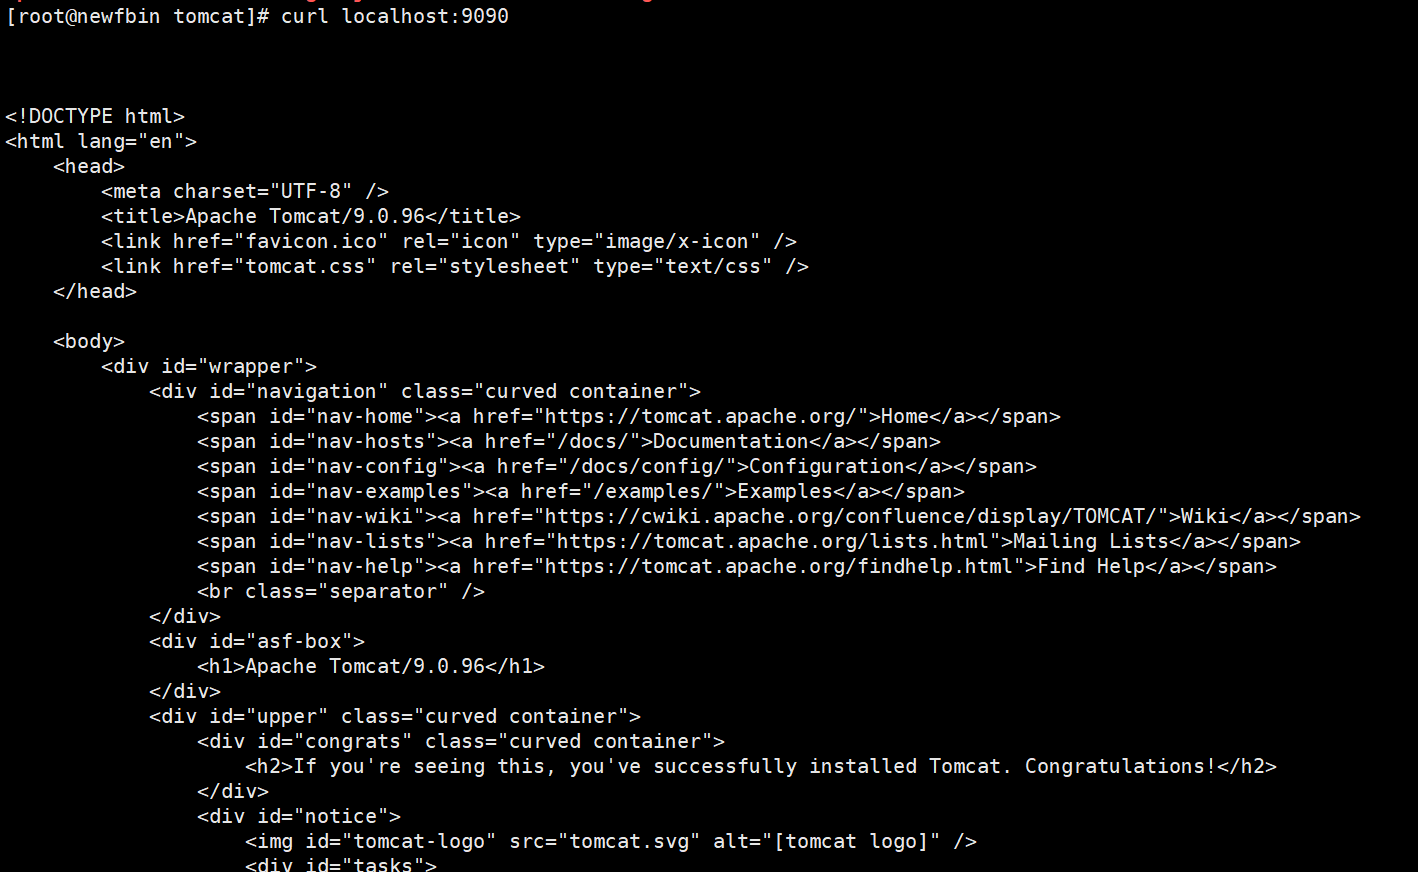 [root@newfbin tomcat]# curl localhost:9090
<!DOCTYPE html>
<html lang="en">
    <head>
        <meta charset="UTF-8" />
        <title>Apache Tomcat/9.0.96</title>
        <link href="favicon.ico" rel="icon" type="image/x-icon" />
        <link href="tomcat.css" rel="stylesheet" type="text/css" />
    </head>
    <body>
        <div id="wrapper">
            <div id="navigation" class="curved container">
                <span id="nav-home"><a href="https://tomcat.apache.org/">Home</a></span>
                <span id="nav-hosts"><a href="/docs/">Documentation</a></span>
                <span id="nav-config"><a href="/docs/config/">Configuration</a></span>
                <span id="nav-examples"><a href="/examples/">Examples</a></span>
                <span id="nav-wiki"><a href="https://cwiki.apache.org/confluence/display/TOMCAT/">Wiki</a></span>
                <span id="nav-lists"><a href="https://tomcat.apache.org/lists.html">Mailing Lists</a></span>
                <span id="nav-help"><a href="https://tomcat.apache.org/findhelp.html">Find Help</a></span>
                <br class="separator" />
            </div>
            <div id="asf-box">
                <h1>Apache Tomcat/9.0.96</h1>
            </div>
            <div id="upper" class="curved container">
                <div id="congrats" class="curved container">
                    <h2>If you're seeing this, you've successfully installed Tomcat. Congratulations!</h2>
                </div>
                <div id="notice">
                    <img id="tomcat-logo" src="tomcat.svg" alt="[tomcat logo]" />
                    <div id="tasks">